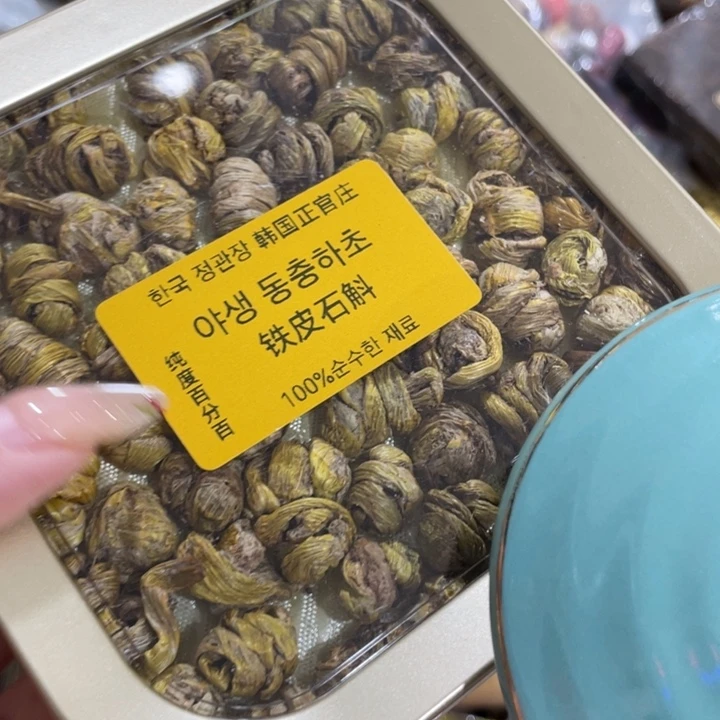 한국 정관장 韩国正官庄
야생 동충하초
铁皮石斛
100%순수한 재료
纯度百分百